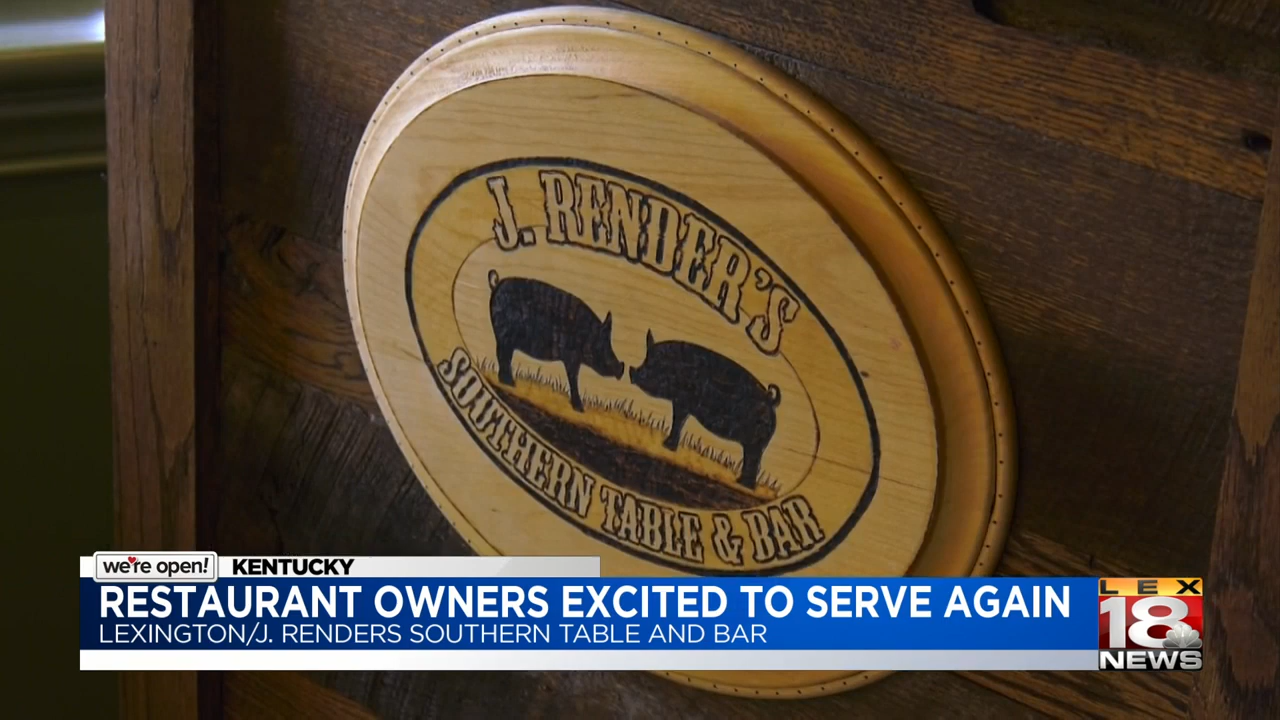 J. RENDER'S
SOUTHERN TABLE & BAR
we're open!
KENTUCKY
RESTAURANT OWNERS EXCITED TO SERVE AGAIN
LEXINGTON/J. RENDERS SOUTHERN TABLE AND BAR
LEX
18
NEWS